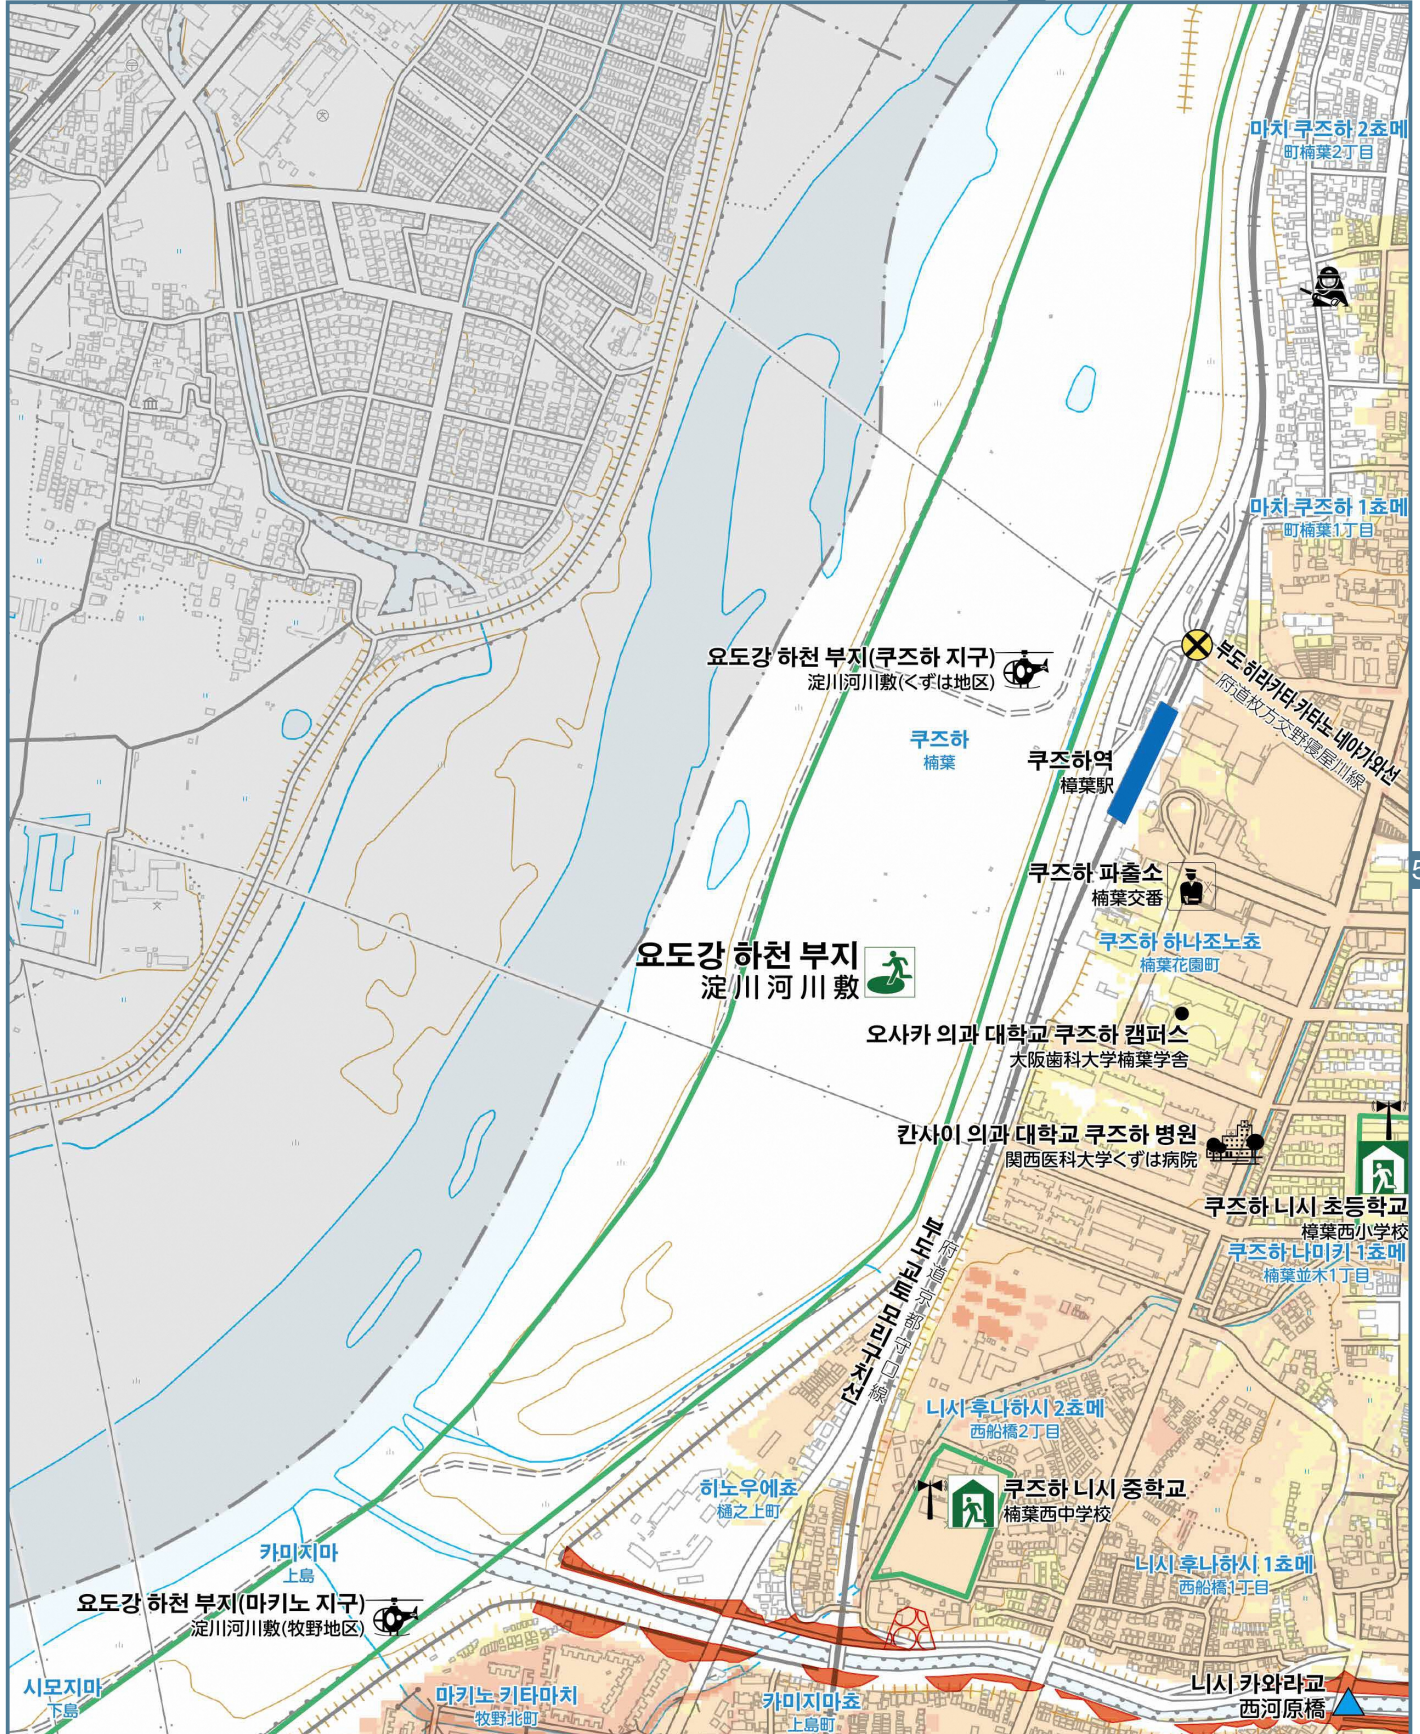 마치 쿠즈하 2쵸메
町楠葉2丁目
마치 쿠즈하 1쵸메
町楠葉1丁目
부도 히라카타 카타노 네야가와선
府道枚方交野寝屋川線
요도강 하천 부지(쿠즈하 지구)
淀川河川敷(くずは地区)
쿠즈하
楠葉
쿠즈하역
樟葉駅
쿠즈하 파출소
楠葉交番
쿠즈하 하나조노쵸
楠葉花園町
요도강 하천 부지
淀川河川敷
오사카 의과 대학교 쿠즈하 캠퍼스
大阪歯科大学楠葉学舎
칸사이 의과 대학교 쿠즈하 병원
関西医科大学くずは病院
쿠즈하 니시 초등학교
樟葉西小学校
쿠즈하 나미키 1쵸메
楠葉並木1丁目
부도 교토 모리구치선
府道京都守口線
니시 후나하시 2쵸메
西船橋2丁目
쿠즈하 니시 중학교
楠葉西中学校
히노우에쵸
樋之上町
니시 후나하시 1쵸메
西船橋1丁目
카미지마
上島
요도강 하천 부지(마키노 지구)
淀川河川敷(牧野地区)
시모지마
下島
마키노 키타마치
牧野北町
카미지마쵸
上島町
니시 카와라교
西河原橋